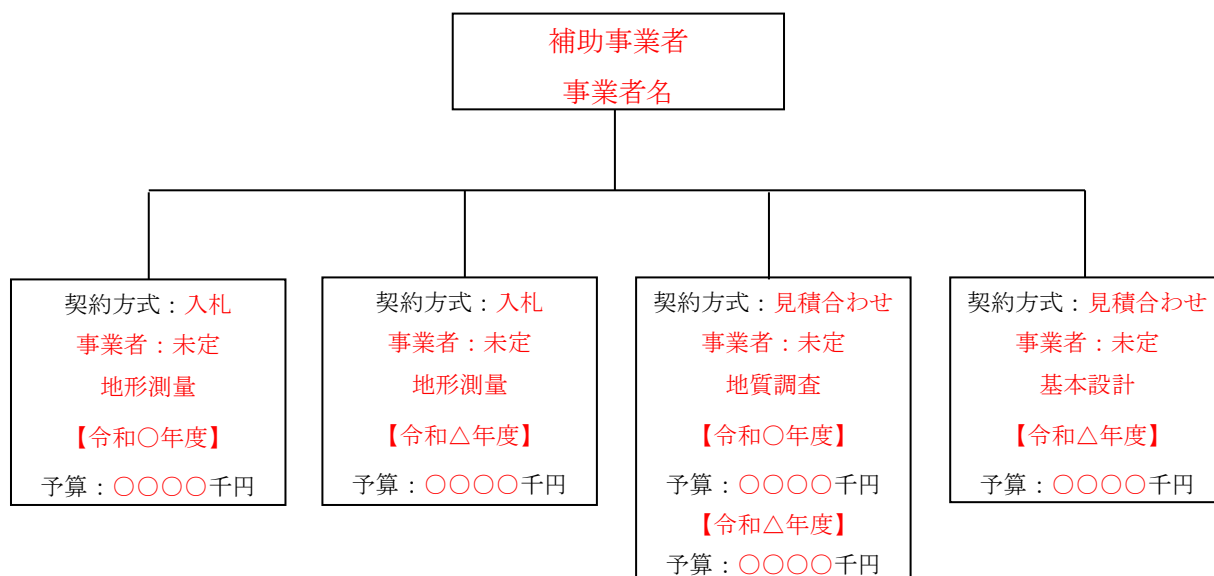 補助事業者
事業者名
契約方式：入札
事業者：未定
地形測量
【令和○年度】
予算：○○○○千円
契約方式：入札
事業者：未定
地形測量
【令和△年度】
予算：○○○○千円
契約方式：見積合わせ
事業者：未定
地質調査
【令和○年度】
予算：○○○○千円
【令和△年度】
予算：○○○○千円
契約方式：見積合わせ
事業者：未定
基本設計
【令和△年度】
予算：○○○○千円